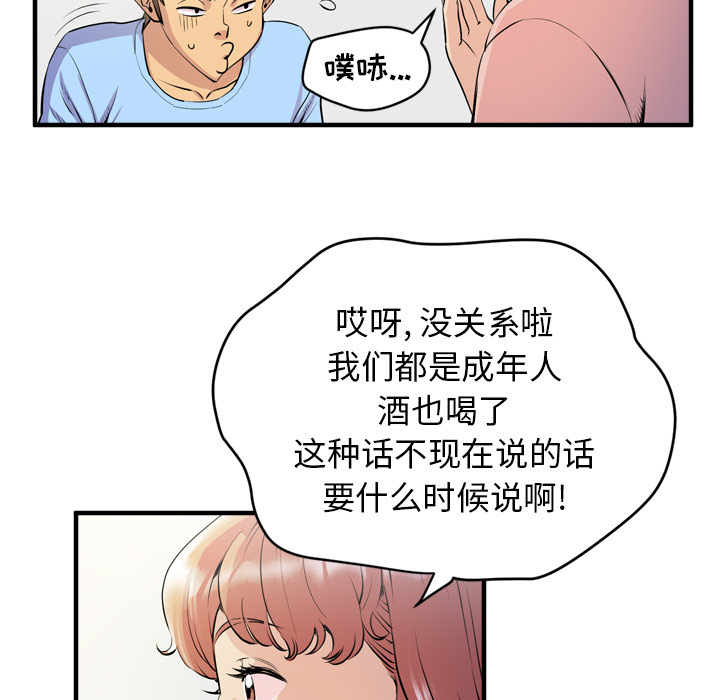 噗哧...
哎呀, 没关系啦
我们都是成年人
酒也喝了
这种话不现在说的话
要什么时候说啊!